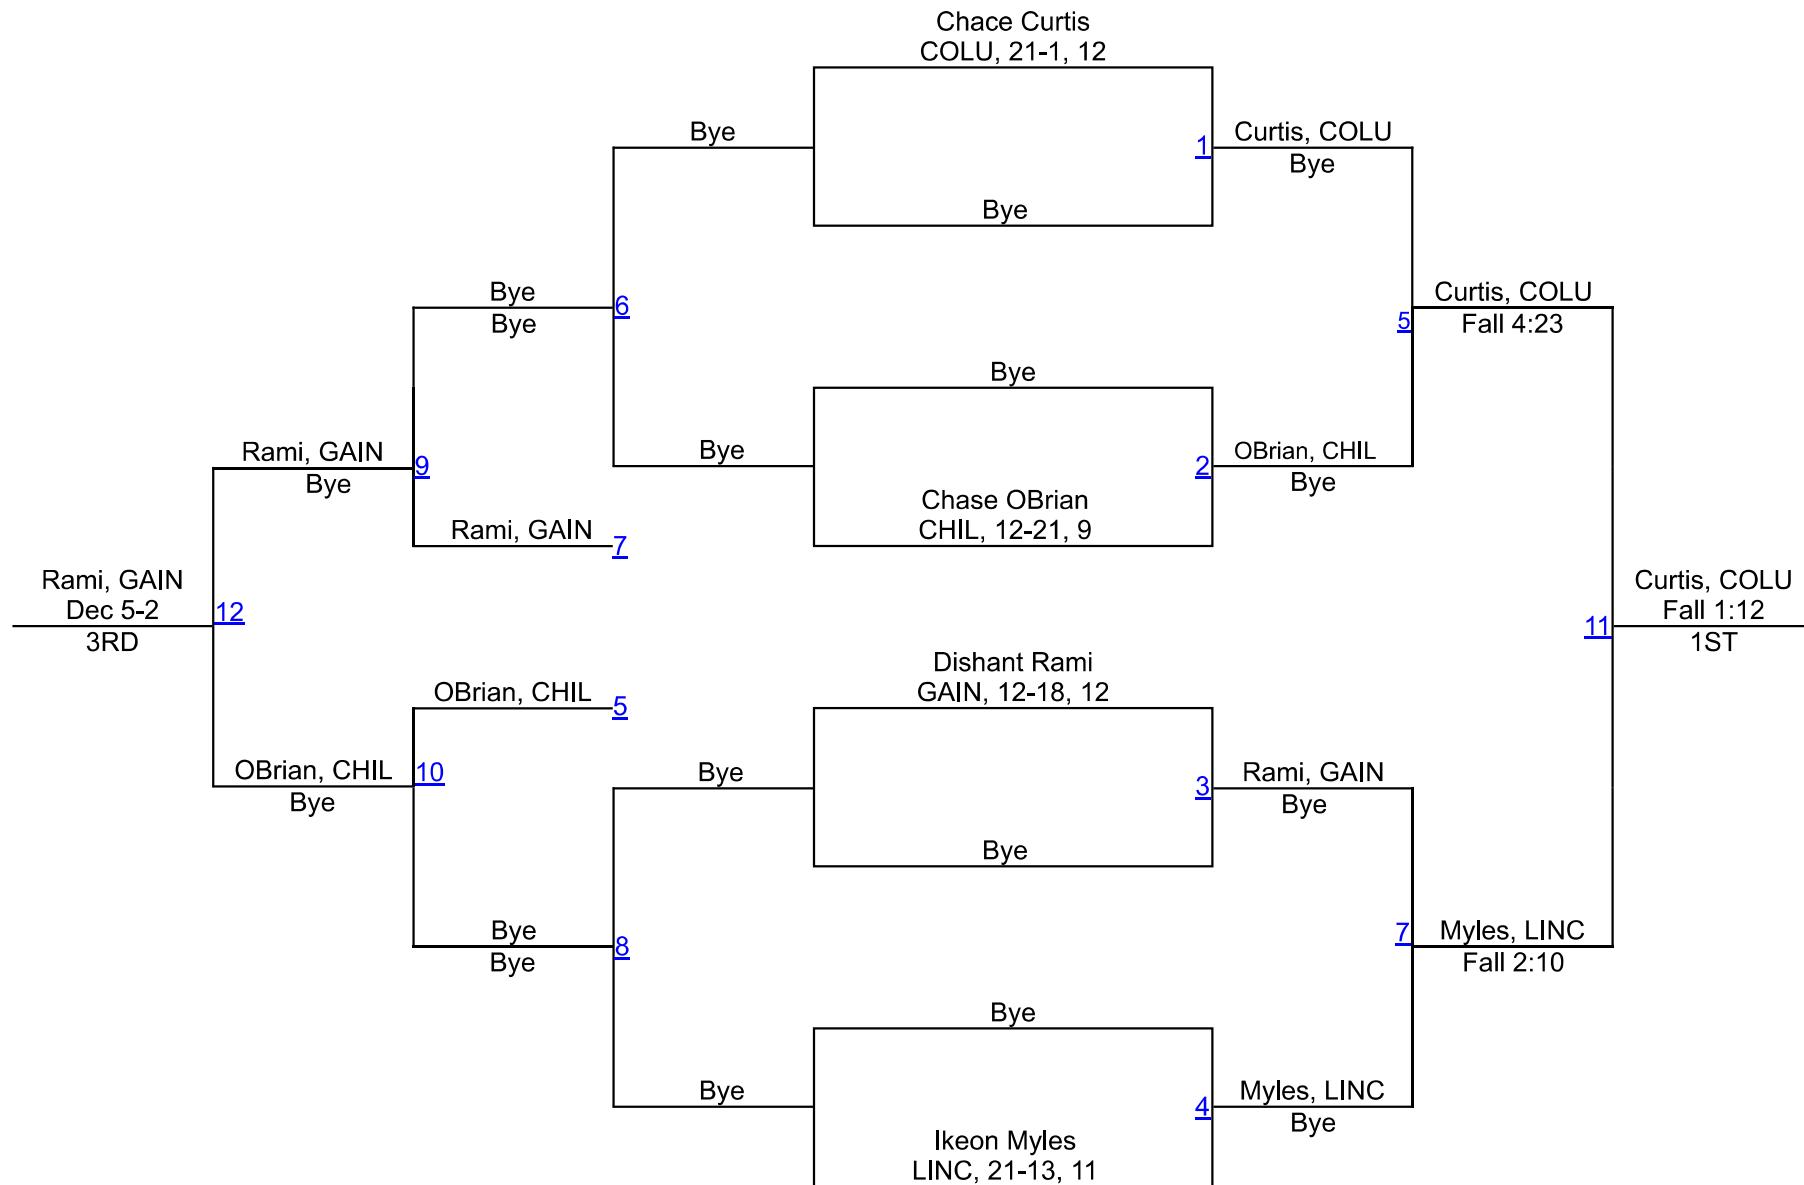 Chace Curtis
COLU, 21-1, 12
Bye
1
Curtis, COLU
Bye
Bye
Bye
Bye
6
5
Curtis, COLU
Fall 4:23
Bye
Rami, GAIN
Bye
9
Bye
2
OBrian, CHIL
Bye
Chase OBrian
CHIL, 12-21, 9
Rami, GAIN
7
Rami, GAIN
Dec 5-2
3RD
12
11
Curtis, COLU
Fall 1:12
1ST
Dishant Rami
GAIN, 12-18, 12
OBrian, CHIL
5
OBrian, CHIL
Bye
10
Bye
3
Rami, GAIN
Bye
Bye
Bye
Bye
8
7
Myles, LINC
Fall 2:10
Bye
Bye
4
Myles, LINC
Bye
Ikeon Myles
LINC, 21-13, 11